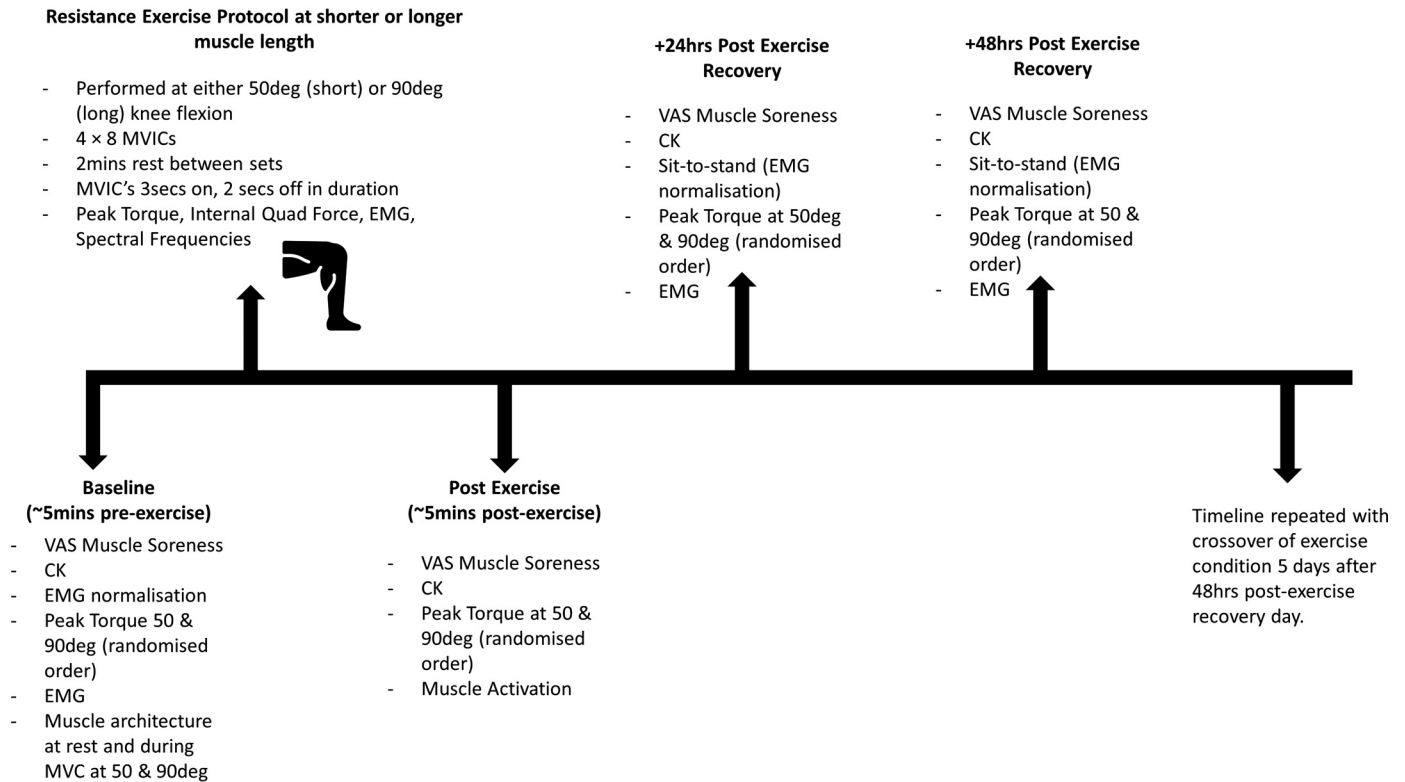 Resistance Exercise Protocol at shorter or longer
muscle length
- Performed at either 50deg (short) or 90deg
(long) knee flexion
- 4 × 8 MVICs
- 2mins rest between sets
- MVIC’s 3secs on, 2 secs off in duration
- Peak Torque, Internal Quad Force, EMG,
Spectral Frequencies
+24hrs Post Exercise
Recovery
- VAS Muscle Soreness
- CK
- Sit-to-stand (EMG
normalisation)
- Peak Torque at 50deg
& 90deg (randomised
order)
- EMG
+48hrs Post Exercise
Recovery
- VAS Muscle Soreness
- CK
- Sit-to-stand (EMG
normalisation)
- Peak Torque at 50 &
90deg (randomised
order)
- EMG
Baseline
(~5mins pre-exercise)
- VAS Muscle Soreness
- CK
- EMG normalisation
- Peak Torque 50 &
90deg (randomised
order)
- EMG
- Muscle architecture
at rest and during
MVC at 50 & 90deg
Post Exercise
(~5mins post-exercise)
- VAS Muscle Soreness
- CK
- Peak Torque at 50 &
90deg (randomised
order)
- Muscle Activation
Timeline repeated with
crossover of exercise
condition 5 days after
48hrs post-exercise
recovery day.